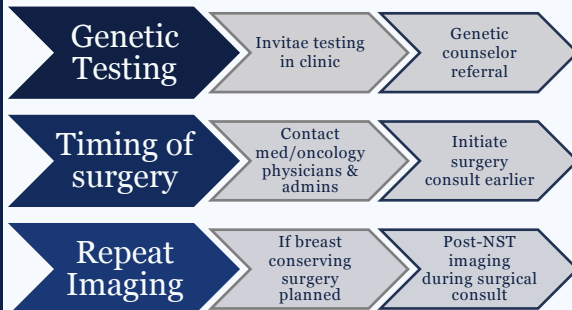 Genetic
Testing
Invitae testing
in clinic
Genetic
counselor
referral
Timing of
surgery
Contact
med/oncology
physicians &
admins
Initiate
surgery
consult earlier
Repeat
Imaging
If breast
conserving
surgery
planned
Post-NST
imaging
during surgical
consult